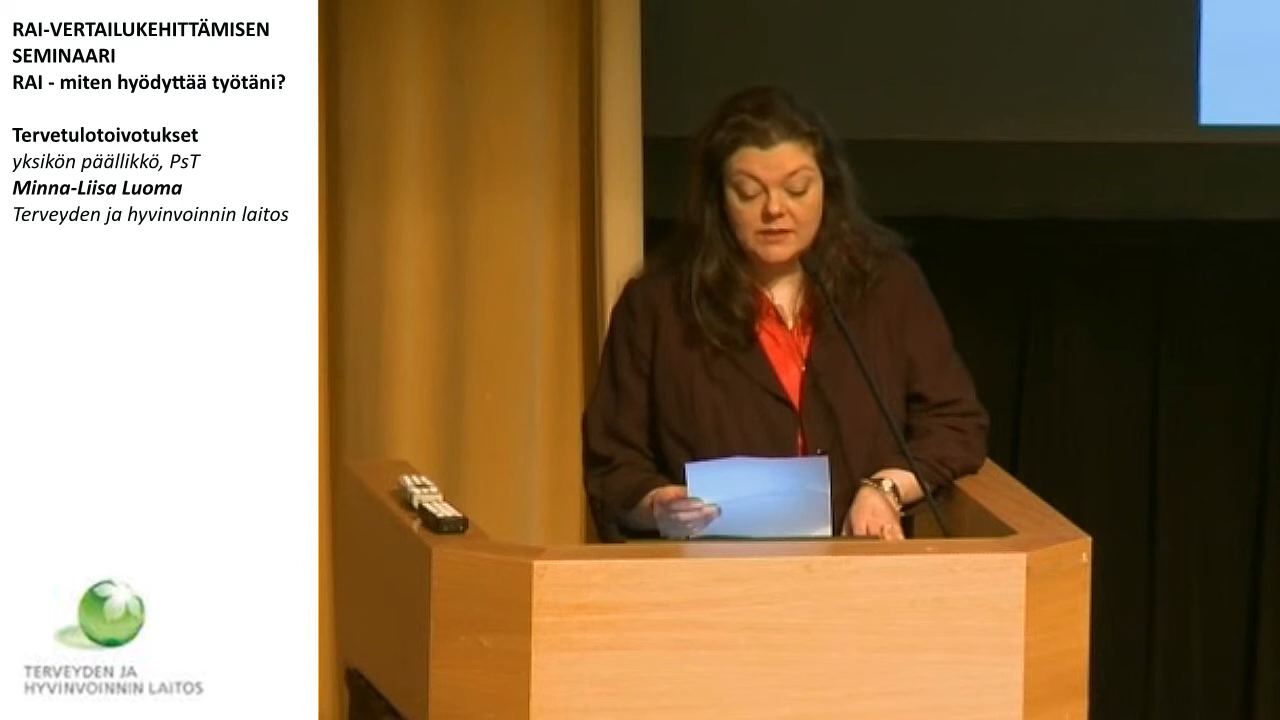 RAI-VERTAILUKEHITTÄMISEN
SEMINAARI
RAI - miten hyödyttää työtäni?
Tervetulotoivotukset
yksikön päällikkö, PsT
Minna-Liisa Luoma
Terveyden ja hyvinvoinnin laitos
TERVEYDEN JA
HYVINVOINNIN LAITOS